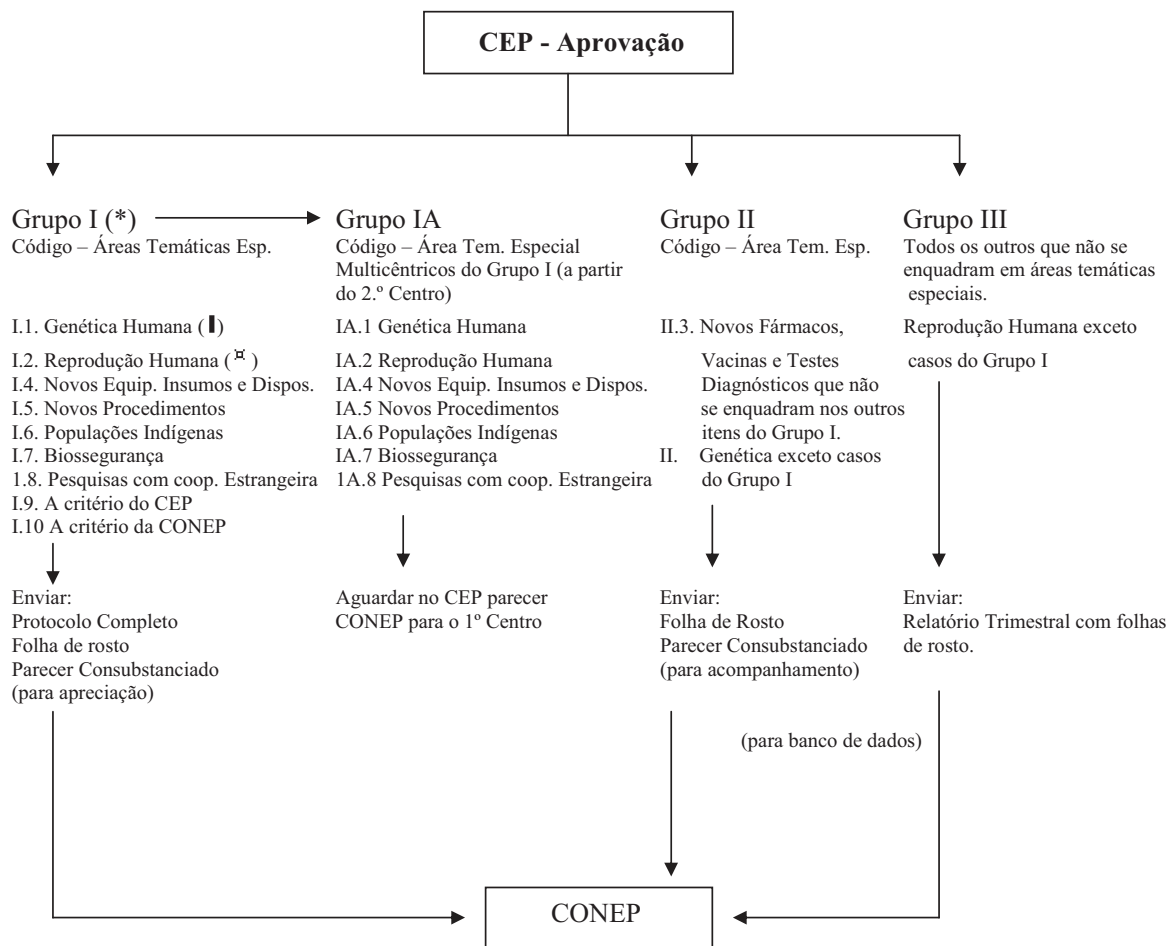 CEP - Aprovação
Grupo I (*)
Código – Áreas Temáticas Esp.
I.1. Genética Humana (▌)
I.2. Reprodução Humana (¤)
I.4. Novos Equip. Insumos e Dispos.
I.5. Novos Procedimentos
I.6. Populações Indígenas
I.7. Biossegurança
1.8. Pesquisas com coop. Estrangeira
I.9. A critério do CEP
I.10 A critério da CONEP
Enviar:
Protocolo Completo
Folha de rosto
Parecer Consubstanciado
(para apreciação)
Grupo IA
Código – Área Tem. Especial
Multicêntricos do Grupo I (a partir
do 2.º Centro)
IA.1 Genética Humana
IA.2 Reprodução Humana
IA.4 Novos Equip. Insumos e Dispos.
IA.5 Novos Procedimentos
IA.6 Populações Indígenas
IA.7 Biossegurança
1A.8 Pesquisas com coop. Estrangeira
Aguardar no CEP parecer
CONEP para o 1º Centro
Grupo II
Código – Área Tem. Esp.
II.3. Novos Fármacos,
Vacinas e Testes
Diagnósticos que não
se enquadram nos outros
itens do Grupo I.
II. Genética exceto casos
do Grupo I
Enviar:
Folha de Rosto
Parecer Consubstanciado
(para acompanhamento)
Grupo III
Todos os outros que não se
enquadram em áreas temáticas
especiais.
Reprodução Humana exceto
casos do Grupo I
Enviar:
Relatório Trimestral com folhas
de rosto.
(para banco de dados)
CONEP